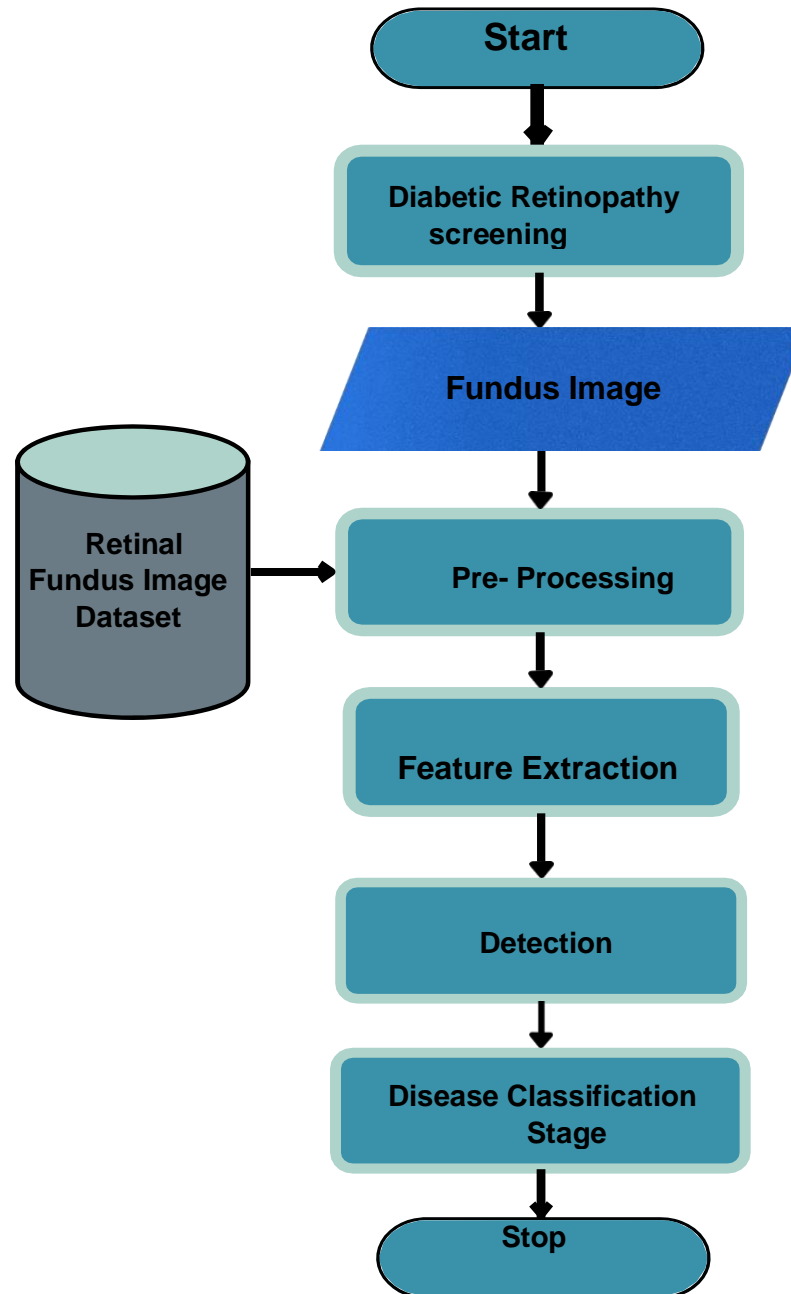 Start
Diabetic Retinopathy
screening
Fundus Image
Retinal
Fundus Image
Dataset
Pre- Processing
Feature Extraction
Detection
Disease Classification
Stage
Stop